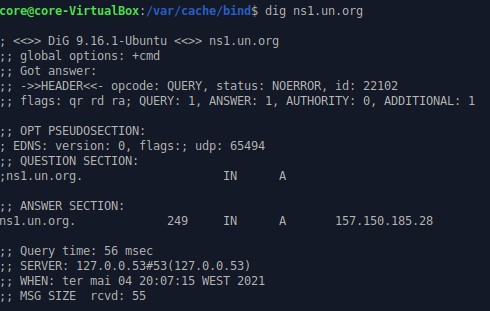 core@core-VirtualBox:/var/cache/bind$ dig ns1.un.org
; <<>> DiG 9.16.1-Ubuntu <<>> ns1.un.org
;; global options: +cmd
;; Got answer:
;; ->>HEADER<<- opcode: QUERY, status: NOERROR, id: 22102
;; flags: qr rd ra; QUERY: 1, ANSWER: 1, AUTHORITY: 0, ADDITIONAL: 1
;; OPT PSEUDOSECTION:
; EDNS: version: 0, flags:; udp: 65494
;; QUESTION SECTION:
;ns1.un.org. IN A
;; ANSWER SECTION:
ns1.un.org. 249 IN A 157.150.185.28
;; Query time: 56 msec
;; SERVER: 127.0.0.53#53(127.0.0.53)
;; WHEN: ter mai 04 20:07:15 WEST 2021
;; MSG SIZE rcvd: 55